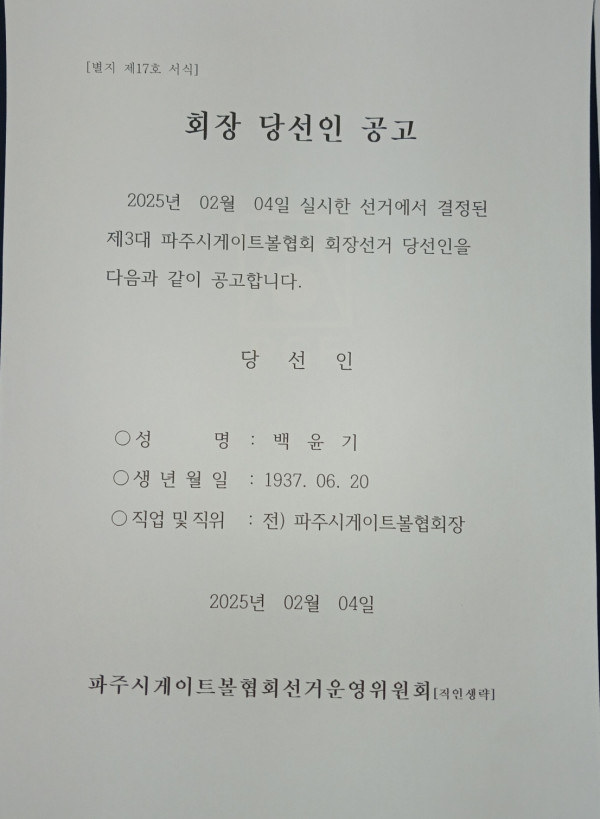 [별지 제17호 서식]
회장 당선인 공고
2025년 02월 04일 실시한 선거에서 결정된
제3대 파주시게이트볼협회 회장선거 당선인을
다음과 같이 공고합니다.
당 선 인
○성 명 : 백 윤 기
○생 년 월 일 : 1937. 06. 20
○직업 및 직위 : 전) 파주시게이트볼협회장
2025년 02월 04일
파주시게이트볼협회선거운영위원회[직인생략]